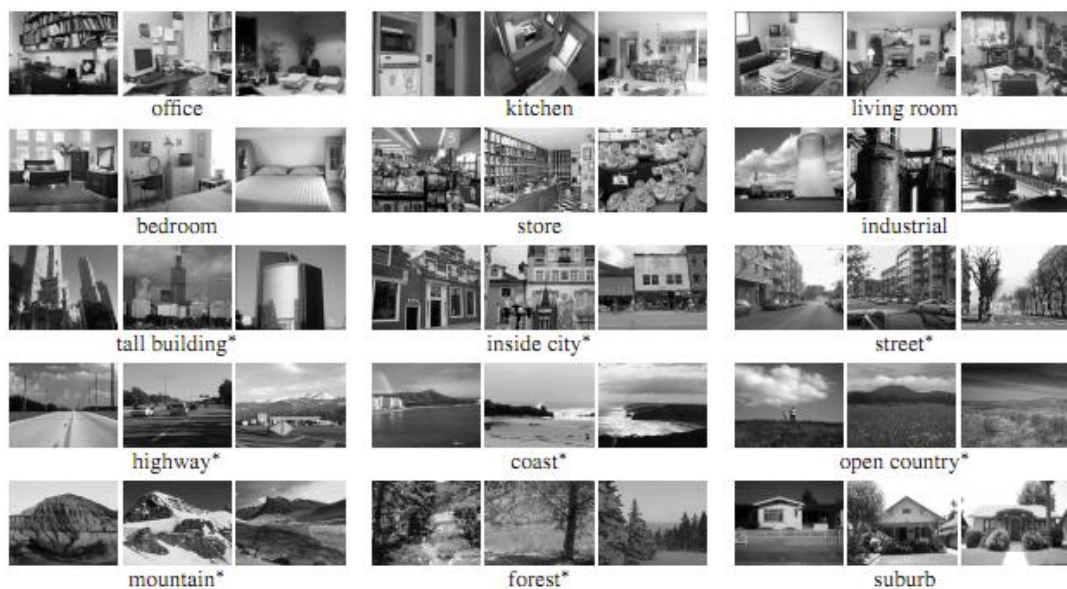 office
kitchen
living room
bedroom
store
industrial
tall building*
inside city*
street*
highway*
coast*
open country*
mountain*
forest*
suburb